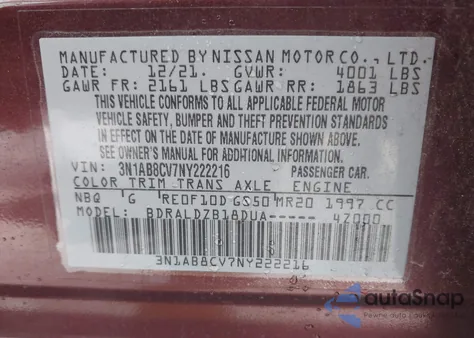 MANUFACTURED BY NISSAN MOTOR CO., LTD.
DATE: 12/21. GVWR: 4001 LBS
GAWR FR: 2161 LBS GAWR RR: 1863 LBS
THIS VEHICLE CONFORMS TO ALL APPLICABLE FEDERAL MOTOR
VEHICLE SAFETY, BUMPER AND THEFT PREVENTION STANDARDS
IN EFFECT ON THE DATE OF MANUFACTURE SHOWN ABOVE.
SEE OWNER'S MANUAL FOR ADDITIONAL INFORMATION.
VIN: 3N1AB8CV7NY222216 PASSENGER CAR.
COLOR TRIM TRANS AXLE ENGINE
NBQ G RE0F10D GS50 MR20 1997 CC
MODEL: BDRALDZB18DUA----- 4Z000
3N1AB8CV7NY222216
autoSnap